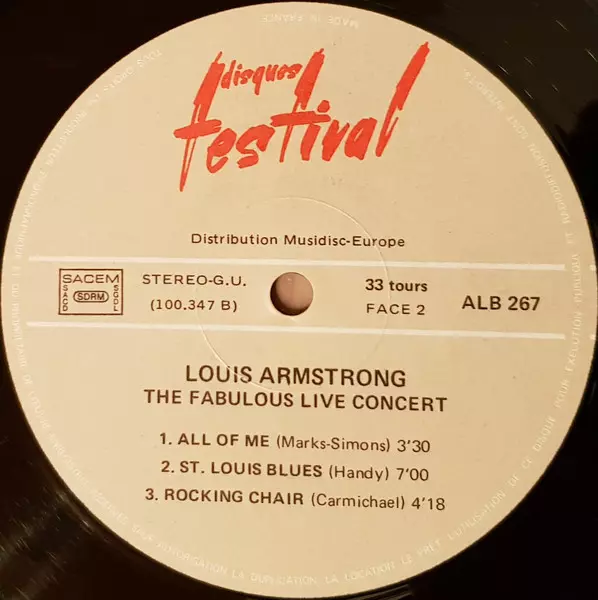 disques
festival
Distribution Musidisc-Europe
SACEM
SACD
SDRM
SGDL
STEREO-G.U.
(100.347 B)
33 tours
FACE 2
ALB 267
LOUIS ARMSTRONG
THE FABULOUS LIVE CONCERT
1. ALL OF ME (Marks-Simons) 3'30
2. ST. LOUIS BLUES (Handy) 7'00
3. ROCKING CHAIR (Carmichael) 4'18
MADE IN FRANCE